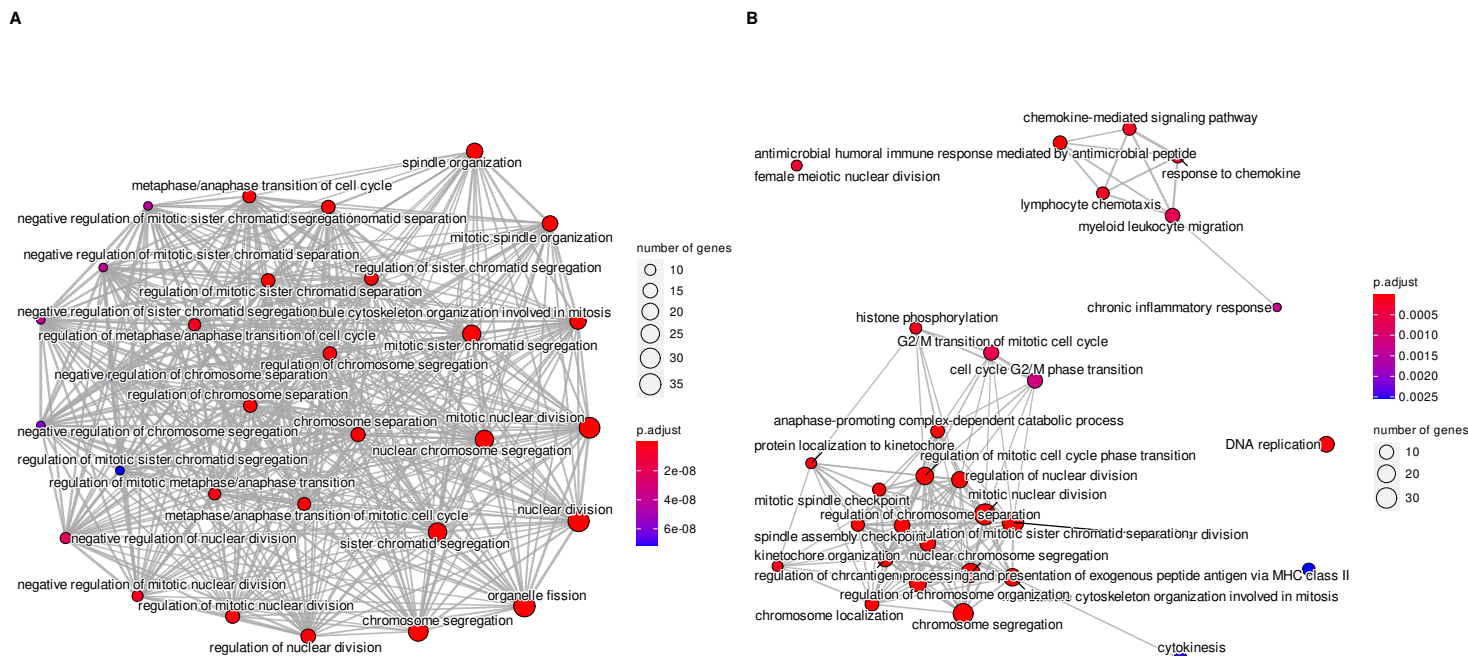 A
B
spindle organization
metaphase/anaphase transition of cell cycle
negative regulation of mitotic sister chromatid segregation
separation
mitotic spindle organization
negative regulation of mitotic sister chromatid separation
regulation of sister chromatid segregation
regulation of mitotic sister chromatid separation
negative regulation of sister chromatid segregation
cytoskeleton organization involved in mitosis
regulation of metaphase/anaphase transition of cell cycle
mitotic sister chromatid segregation
regulation of chromosome segregation
negative regulation of chromosome separation
regulation of chromosome separation
mitotic nuclear division
chromosome separation
negative regulation of chromosome segregation
nuclear chromosome segregation
regulation of mitotic sister chromatid segregation
regulation of mitotic metaphase/anaphase transition
nuclear division
metaphase/anaphase transition of mitotic cell cycle
negative regulation of nuclear division
sister chromatid segregation
negative regulation of mitotic nuclear division
organelle fission
regulation of mitotic nuclear division
chromosome segregation
regulation of nuclear division
number of genes
10
15
20
25
30
35
p.adjust
2e-08
4e-08
6e-08
chemokine-mediated signaling pathway
antimicrobial humoral immune response mediated by antimicrobial peptide
response to chemokine
female meiotic nuclear division
lymphocyte chemotaxis
myeloid leukocyte migration
chronic inflammatory response
histone phosphorylation
G2/M transition of mitotic cell cycle
cell cycle G2/M phase transition
anaphase-promoting complex-dependent catabolic process
protein localization to kinetochore
regulation of mitotic cell cycle phase transition
DNA replication
regulation of nuclear division
mitotic spindle checkpoint
mitotic nuclear division
regulation of chromosome separation
spindle assembly checkpoint
of mitotic sister chromatid separation
division
kinetochore organization
nuclear chromosome segregation
regulation of
antigen processing and presentation of exogenous peptide antigen via MHC class II
regulation of chromosome organization
cytoskeleton organization involved in mitosis
chromosome localization
chromosome segregation
cytokinesis
p.adjust
0.0005
0.0010
0.0015
0.0020
0.0025
number of genes
10
20
30